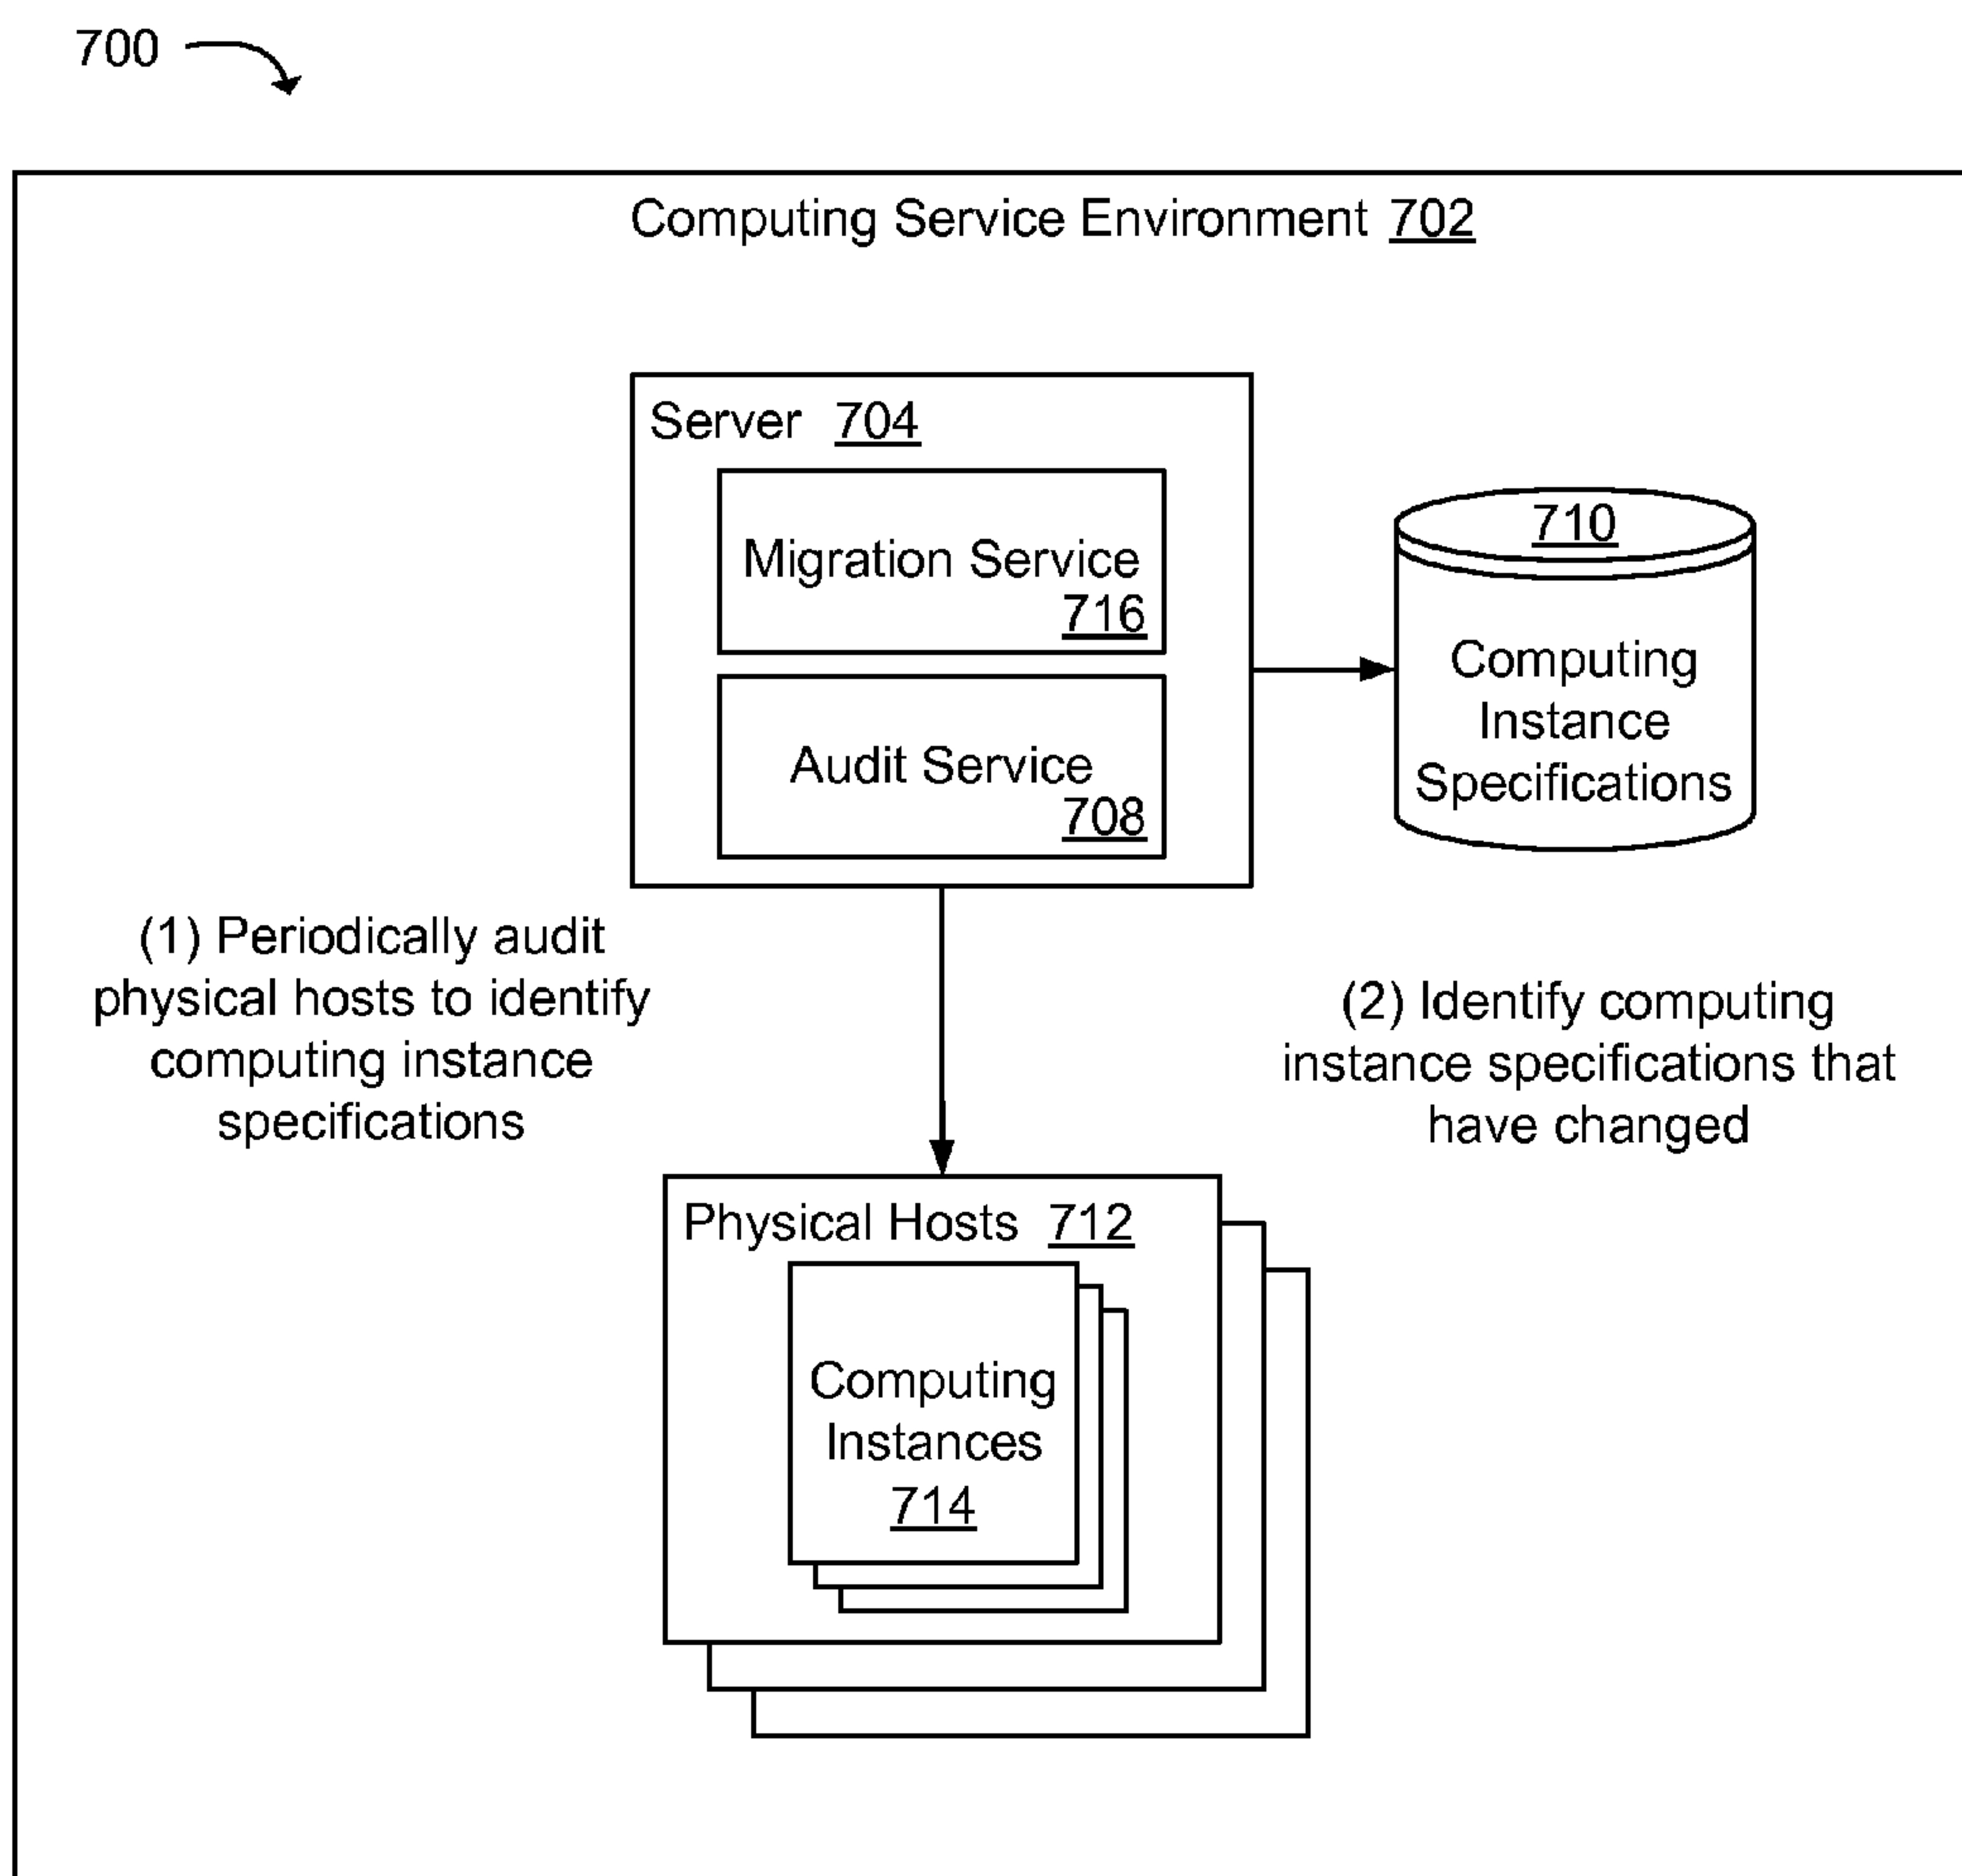 700
Computing Service Environment 702
Server 704
Migration Service
716
Audit Service
708
710
Computing
Instance
Specifications
(1) Periodically audit
physical hosts to identify
computing instance
specifications
(2) Identify computing
instance specifications that
have changed
Physical Hosts 712
Computing
Instances
714